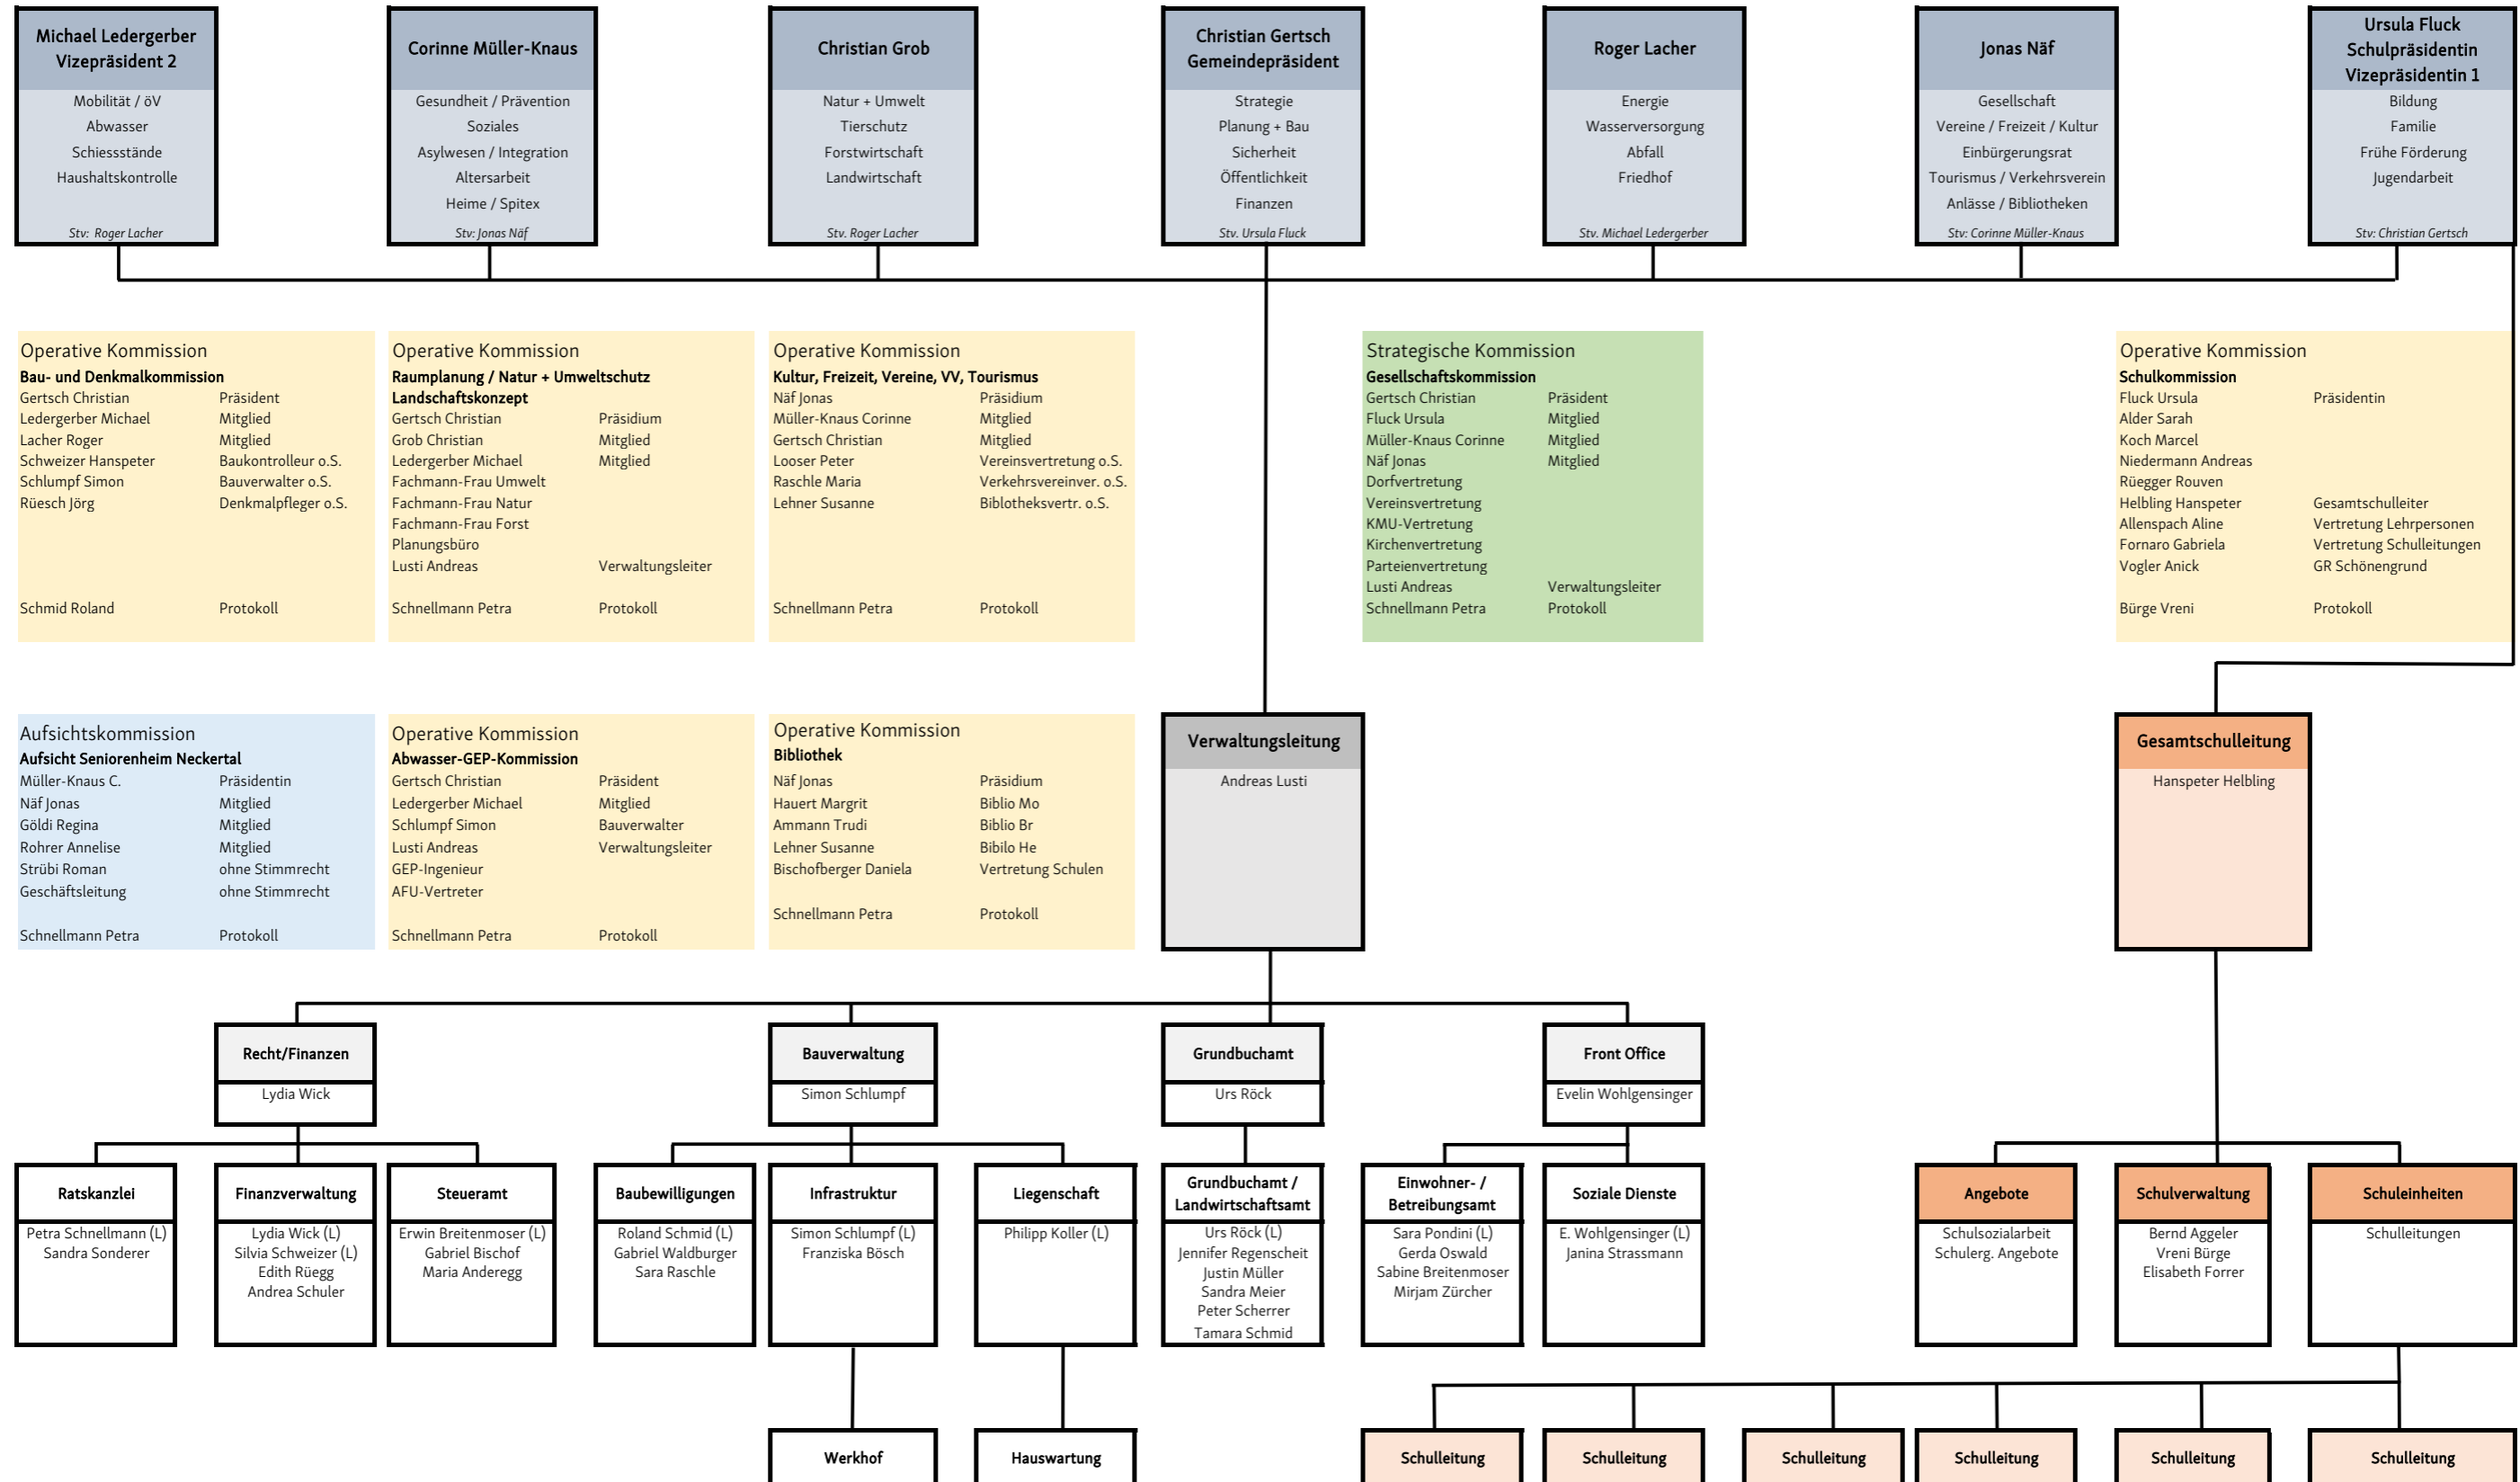 Michael Ledergerber
Vizepräsident 2
Mobilität / öV
Abwasser
Schiessstände
Haushaltskontrolle
Stv: Roger Lacher
Corinne Müller-Knaus
Gesundheit / Prävention
Soziales
Asylwesen / Integration
Altersarbeit
Heime / Spitex
Stv: Jonas Näf
Christian Grob
Natur + Umwelt
Tierschutz
Forstwirtschaft
Landwirtschaft
Stv. Roger Lacher
Christian Gertsch
Gemeindepräsident
Strategie
Planung + Bau
Sicherheit
Öffentlichkeit
Finanzen
Stv. Ursula Fluck
Roger Lacher
Energie
Wasserversorgung
Abfall
Friedhof
Stv. Michael Ledergerber
Jonas Näf
Gesellschaft
Vereine / Freizeit / Kultur
Einbürgerungsrat
Tourismus / Verkehrsverein
Anlässe / Bibliotheken
Stv: Corinne Müller-Knaus
Ursula Fluck
Schulpräsidentin
Vizepräsidentin 1
Bildung
Familie
Frühe Förderung
Jugendarbeit
Stv: Christian Gertsch
Operative Kommission
Bau- und Denkmalkommission
Gertsch Christian Präsident
Ledergerber Michael Mitglied
Lacher Roger Mitglied
Schweizer Hanspeter Baukontrolleur o.S.
Schlumpf Simon Bauverwalter o.S.
Rüesch Jörg Denkmalpfleger o.S.
Schmid Roland Protokoll
Operative Kommission
Raumplanung / Natur + Umweltschutz
Landschaftskonzept
Gertsch Christian Präsidium
Grob Christian Mitglied
Ledergerber Michael Mitglied
Fachmann-Frau Umwelt
Fachmann-Frau Natur
Fachmann-Frau Forst
Planungsbüro
Lusti Andreas Verwaltungsleiter
Schnellmann Petra Protokoll
Operative Kommission
Kultur, Freizeit, Vereine, VV, Tourismus
Näf Jonas Präsidium
Müller-Knaus Corinne Mitglied
Gertsch Christian Mitglied
Looser Peter Vereinsvertretung o.S.
Raschle Maria Verkehrsvereinver. o.S.
Lehner Susanne Biblotheksvertr. o.S.
Schnellmann Petra Protokoll
Strategische Kommission
Gesellschaftskommission
Gertsch Christian Präsident
Fluck Ursula Mitglied
Müller-Knaus Corinne Mitglied
Näf Jonas Mitglied
Dorfvertretung
Vereinsvertretung
KMU-Vertretung
Kirchenvertretung
Parteienvertretung
Lusti Andreas Verwaltungsleiter
Schnellmann Petra Protokoll
Operative Kommission
Schulkommission
Fluck Ursula Präsidentin
Alder Sarah
Koch Marcel
Niedermann Andreas
Rüegger Rouven
Helbling Hanspeter Gesamtschulleiter
Allenspach Aline Vertretung Lehrpersonen
Fornaro Gabriela Vertretung Schulleitungen
Vogler Anick GR Schönengrund
Bürge Vreni Protokoll
Aufsichtskommission
Aufsicht Seniorenheim Neckertal
Müller-Knaus C. Präsidentin
Näf Jonas Mitglied
Göldi Regina Mitglied
Rohrer Annelise Mitglied
Strübi Roman ohne Stimmrecht
Geschäftsleitung ohne Stimmrecht
Schnellmann Petra Protokoll
Operative Kommission
Abwasser-GEP-Kommission
Gertsch Christian Präsident
Ledergerber Michael Mitglied
Schlumpf Simon Bauverwalter
Lusti Andreas Verwaltungsleiter
GEP-Ingenieur
AFU-Vertreter
Schnellmann Petra Protokoll
Operative Kommission
Bibliothek
Näf Jonas Präsidium
Hauert Margrit Biblio Mo
Ammann Trudi Biblio Br
Lehner Susanne Bibilo He
Bischofberger Daniela Vertretung Schulen
Schnellmann Petra Protokoll
Verwaltungsleitung
Andreas Lusti
Gesamtschulleitung
Hanspeter Helbling
Recht/Finanzen
Lydia Wick
Bauverwaltung
Simon Schlumpf
Grundbuchamt
Urs Röck
Front Office
Evelin Wohlgensinger
Ratskanzlei
Petra Schnellmann (L)
Sandra Sonderer
Finanzverwaltung
Lydia Wick (L)
Silvia Schweizer (L)
Edith Rüegg
Andrea Schuler
Steueramt
Erwin Breitenmoser (L)
Gabriel Bischof
Maria Anderegg
Baubewilligungen
Roland Schmid (L)
Gabriel Waldburger
Sara Raschle
Infrastruktur
Simon Schlumpf (L)
Franziska Bösch
Liegenschaft
Philipp Koller (L)
Grundbuchamt /
Landwirtschaftsamt
Urs Röck (L)
Jennifer Regenscheit
Justin Müller
Sandra Meier
Peter Scherrer
Tamara Schmid
Einwohner- /
Betreibungsamt
Sara Pondini (L)
Gerda Oswald
Sabine Breitenmoser
Mirjam Zürcher
Soziale Dienste
E. Wohlgensinger (L)
Janina Strassmann
Angebote
Schulsozialarbeit
Schulerg. Angebote
Schulverwaltung
Bernd Aggeler
Vreni Bürge
Elisabeth Forrer
Schuleinheiten
Schulleitungen
Werkhof
Hauswartung
Schulleitung
Schulleitung
Schulleitung
Schulleitung
Schulleitung
Schulleitung